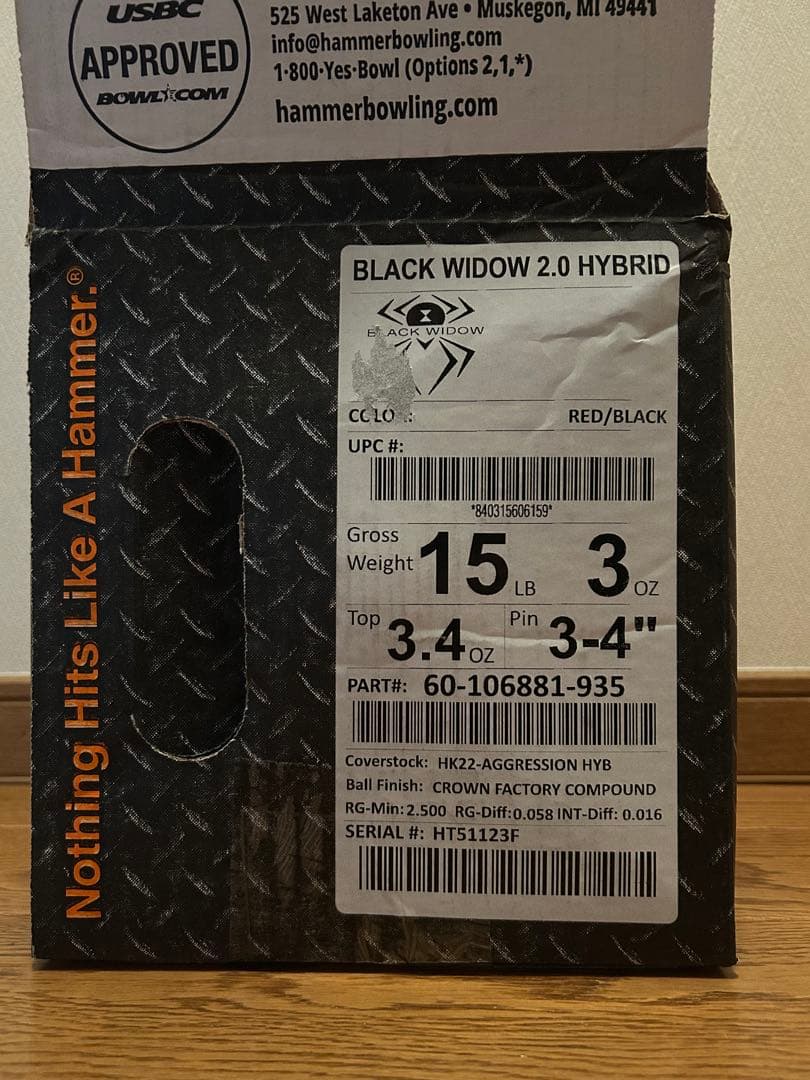 USBC
APPROVED
BOWL.COM
525 West Laketon Ave • Muskegon, MI 49441
info@hammerbowling.com
1-800-Yes-Bowl (Options 2,1,*)
hammerbowling.com
Nothing Hits Like A Hammer.®
BLACK WIDOW 2.0 HYBRID
BLACK WIDOW
COLOR: RED/BLACK
UPC #:
*840315606159*
Gross Weight 15 LB 3 OZ
Top 3.4 OZ Pin 3-4"
PART#: 60-106881-935
Coverstock: HK22-AGGRESSION HYB
Ball Finish: CROWN FACTORY COMPOUND
RG-Min: 2.500 RG-Diff: 0.058 INT-Diff: 0.016
SERIAL #: HT51123F